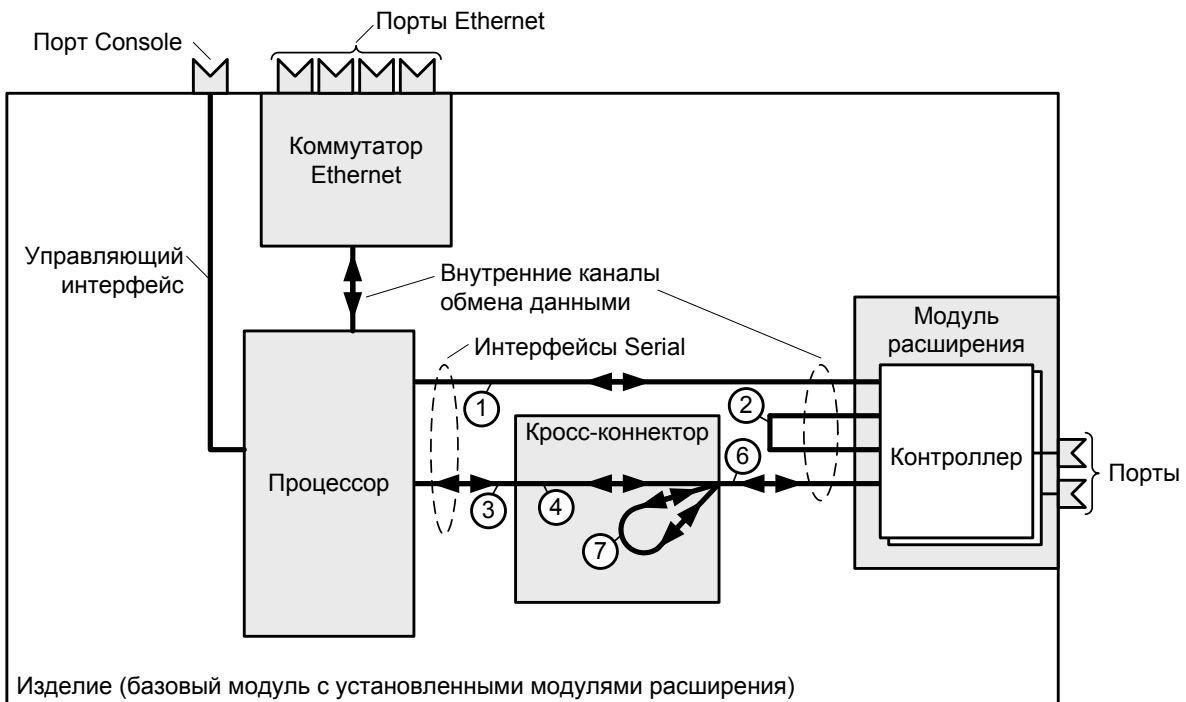 Порты Ethernet
Порт Console
Коммутатор
Ethernet
Управляющий
интерфейс
Внутренние каналы
обмена данными
Модуль
расширения
Интерфейсы Serial
1
2
Кросс-коннектор
6
Контроллер
Порты
Процессор
3
4
7
Изделие (базовый модуль с установленными модулями расширения)